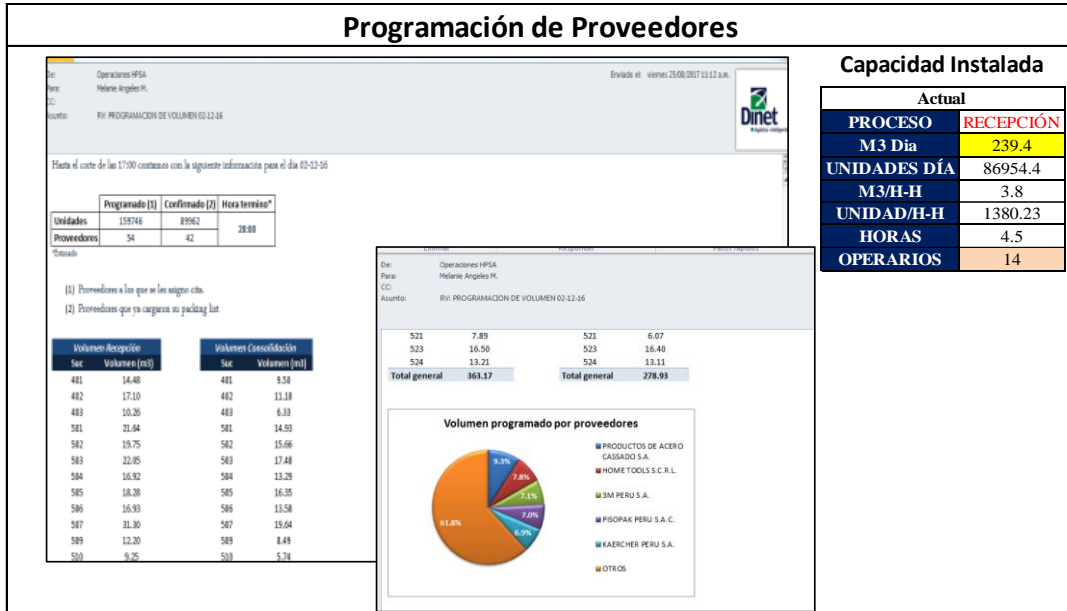 Programación de Proveedores
De: Operaciones HPSA Enviado el: viernes 25/08/2017 11:12 a.m.
Para: Melanie Angeles M.
CC:
Asunto: RV: PROGRAMACION DE VOLUMEN 02-12-16
Dinet
Hasta el corte de las 17:00 contamos con la siguiente información para el día 02-12-16
Programado (1) Confirmado (2) Hora termino*
Unidades 159746 89962 20:00
Proveedores 54 42
*Estimado
(1) Proveedores a los que se les asigno cita.
(2) Proveedores que ya cargaron su packing list
Volumen Recepción Volumen Consolidación
Suc Volumen (m3) Suc Volumen (m3)
481 14.48 481 9.50
482 17.10 482 11.18
483 10.26 483 6.33
501 21.64 501 14.93
502 19.75 502 15.66
503 22.05 503 17.48
504 16.92 504 13.29
505 18.28 505 16.35
506 16.93 506 13.58
507 31.30 507 19.64
509 12.20 509 8.49
510 9.25 510 5.74
De: Operaciones HPSA
Para: Melanie Angeles M.
CC:
Asunto: RV: PROGRAMACION DE VOLUMEN 02-12-16
521 7.89 521 6.07
523 16.50 523 16.40
524 13.21 524 13.11
Total general 363.17 Total general 278.93
Volumen programado por proveedores
9.3%
7.8%
7.1%
7.0%
6.9%
61.8%
PRODUCTOS DE ACERO
CASSADO S.A.
HOME TOOLS S.C.R.L.
3M PERU S.A.
PISOPAK PERU S.A.C.
KAERCHER PERU S.A.
OTROS
Capacidad Instalada
Actual
PROCESO RECEPCIÓN
M3 Dia 239.4
UNIDADES DÍA 86954.4
M3/H-H 3.8
UNIDAD/H-H 1380.23
HORAS 4.5
OPERARIOS 14